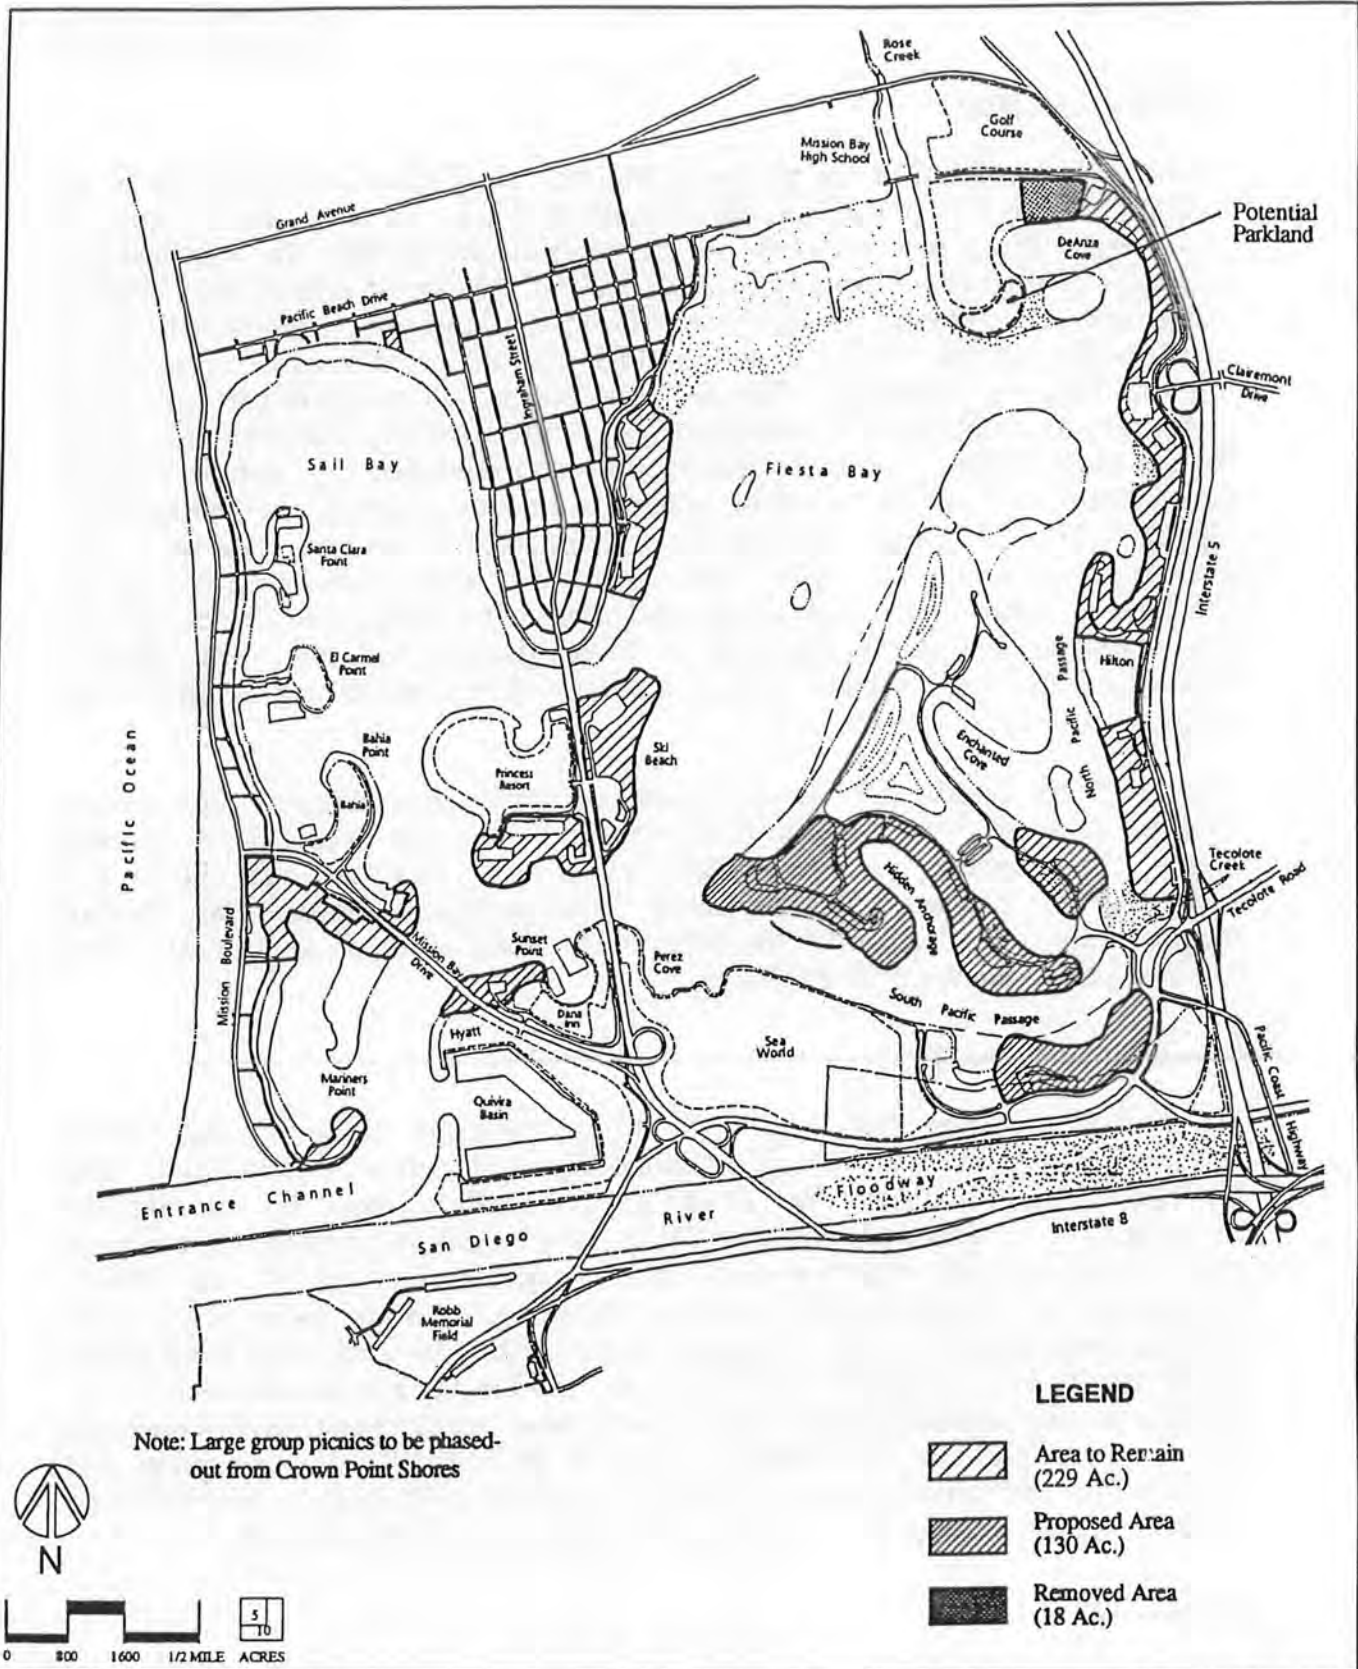 Rose
Creek
Golf
Course
Mission Bay
High School
Grand Avenue
Potential
Parkland
DeAnza
Cove
Pacific Beach Drive
Ingraham Street
Clairemont
Drive
Sail Bay
Fiesta Bay
Santa Clara
Point
Interstate 5
El Carmel
Point
Hilton
North Pacific Passage
Pacific Ocean
Bahia
Point
Ski
Beach
Enchanted
Cove
Princess
Resort
Bahia
Tecolote
Creek
Tecolote Road
Hidden Anchorage
Mission Boulevard
Mission Bay
Drive
Sunset
Point
Perez
Cove
South Pacific Passage
Dana
Inn
Hyatt
Sea
World
Pacific Coast Highway
Mariners
Point
Quivira
Basin
Entrance Channel
Floodway
River
San Diego
Interstate 8
Robb
Memorial
Field
LEGEND
Note: Large group picnics to be phased-
out from Crown Point Shores
Area to Remain
(229 Ac.)
Proposed Area
(130 Ac.)
Removed Area
(18 Ac.)
N
5
10
0 800 1600 1/2 MILE ACRES